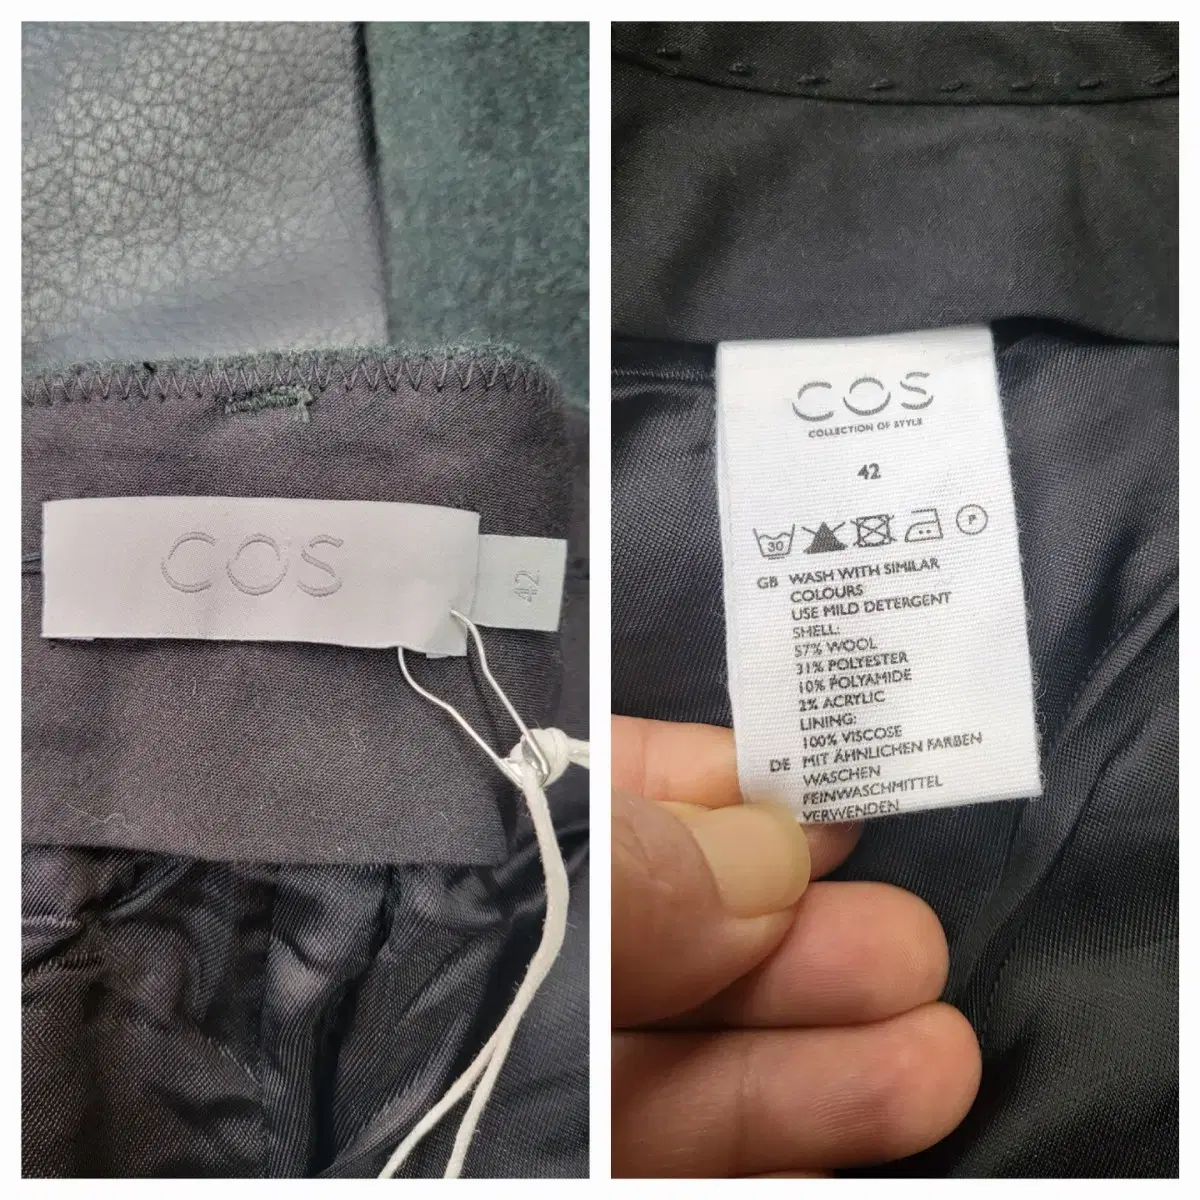 COS
42
COS
COLLECTION OF STYLE
42
30
P
GB WASH WITH SIMILAR
COLOURS
USE MILD DETERGENT
SHELL:
57% WOOL
31% POLYESTER
10% POLYAMIDE
2% ACRYLIC
LINING:
100% VISCOSE
DE MIT ÄHNLICHEN FARBEN
WASCHEN
FEINWASCHMITTEL
VERWENDEN